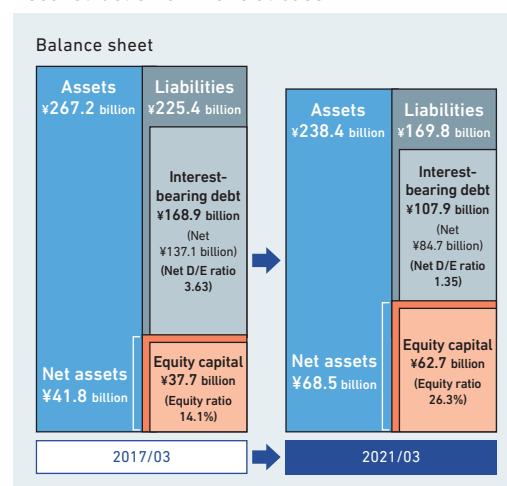 Balance sheet
Assets
¥267.2 billion
Liabilities
¥225.4 billion
Interest-
bearing debt
¥168.9 billion
(Net
¥137.1 billion)
(Net D/E ratio
3.63)
Net assets
¥41.8 billion
Equity capital
¥37.7 billion
(Equity ratio
14.1%)
2017/03
Assets
¥238.4 billion
Liabilities
¥169.8 billion
Interest-
bearing debt
¥107.9 billion
(Net
¥84.7 billion)
(Net D/E ratio
1.35)
Net assets
¥68.5 billion
Equity capital
¥62.7 billion
(Equity ratio
26.3%)
2021/03